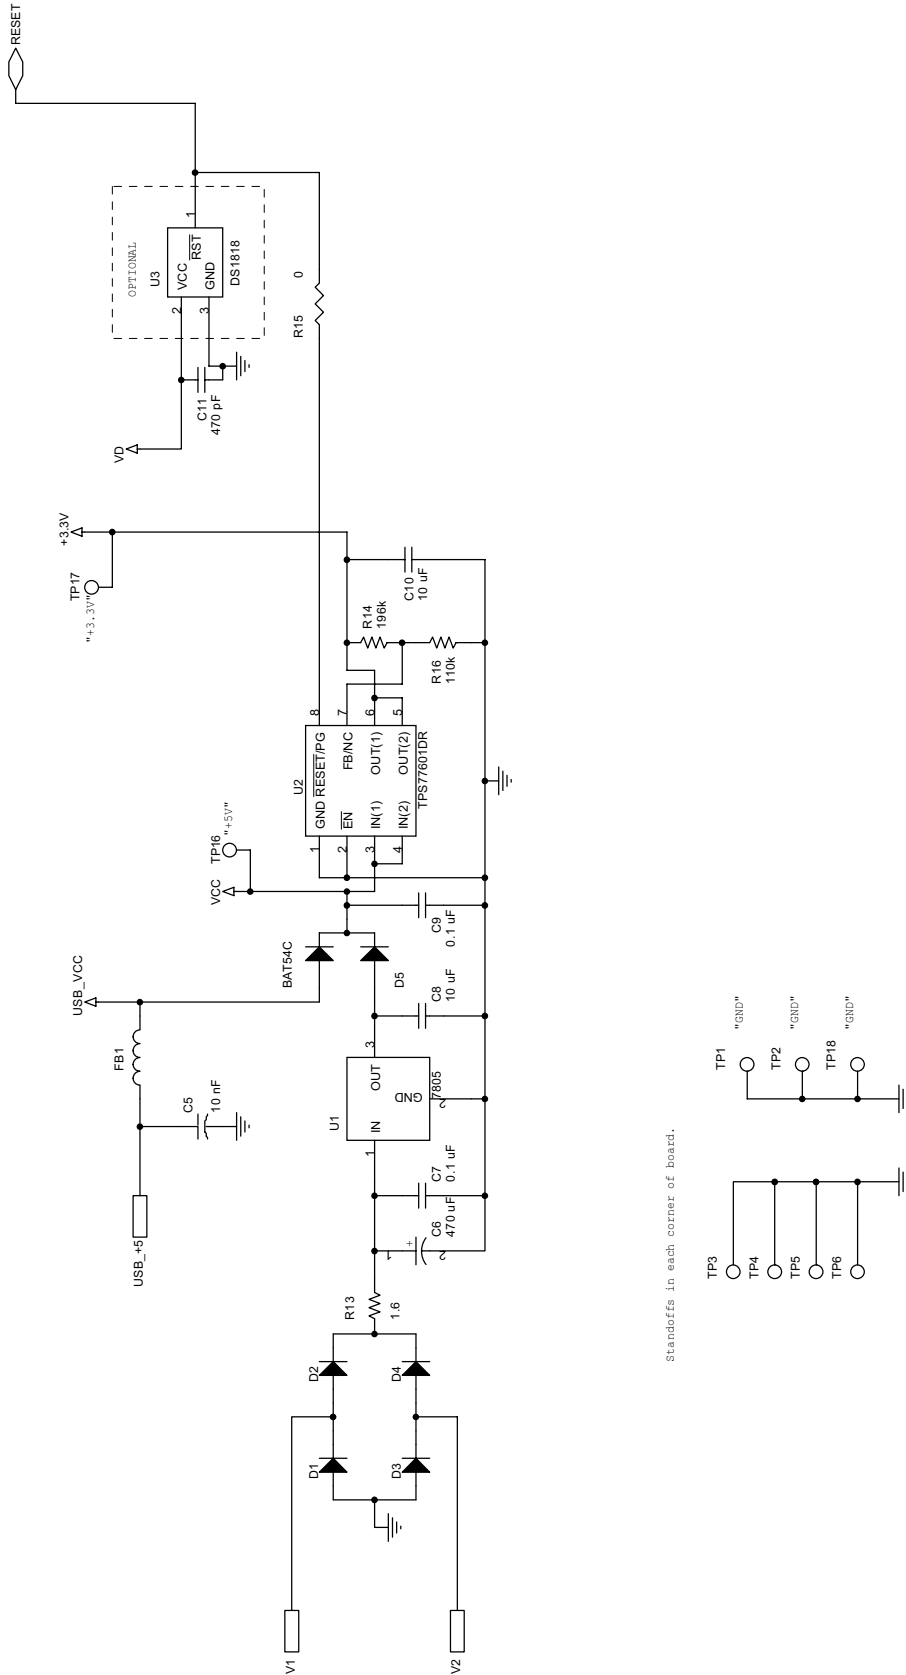 RESET
OPTIONAL
U3
VCC
RST
GND
DS1818
1
2
3
C11
470 pF
VD
R15
0
+3.3V
TP17
"+3.3V"
C10
10 uF
R14
196k
R16
110k
U2
GND
RESET/PG
EN
FB/NC
IN(1)
OUT(1)
IN(2)
OUT(2)
TPS77601DR
1
2
3
4
8
7
6
5
TP16
"+5V"
VCC
C9
0.1 uF
USB_VCC
BAT54C
D5
C8
10 uF
FB1
C5
10 nF
USB_+5
U1
IN
OUT
GND
7805
1
3
2
C7
0.1 uF
C6
470 uF
1
+
2
R13
1.6
D2
D4
D1
D3
V1
V2
Standoffs in each corner of board.
TP3
TP4
TP5
TP6
TP1
"GND"
TP2
"GND"
TP18
"GND"